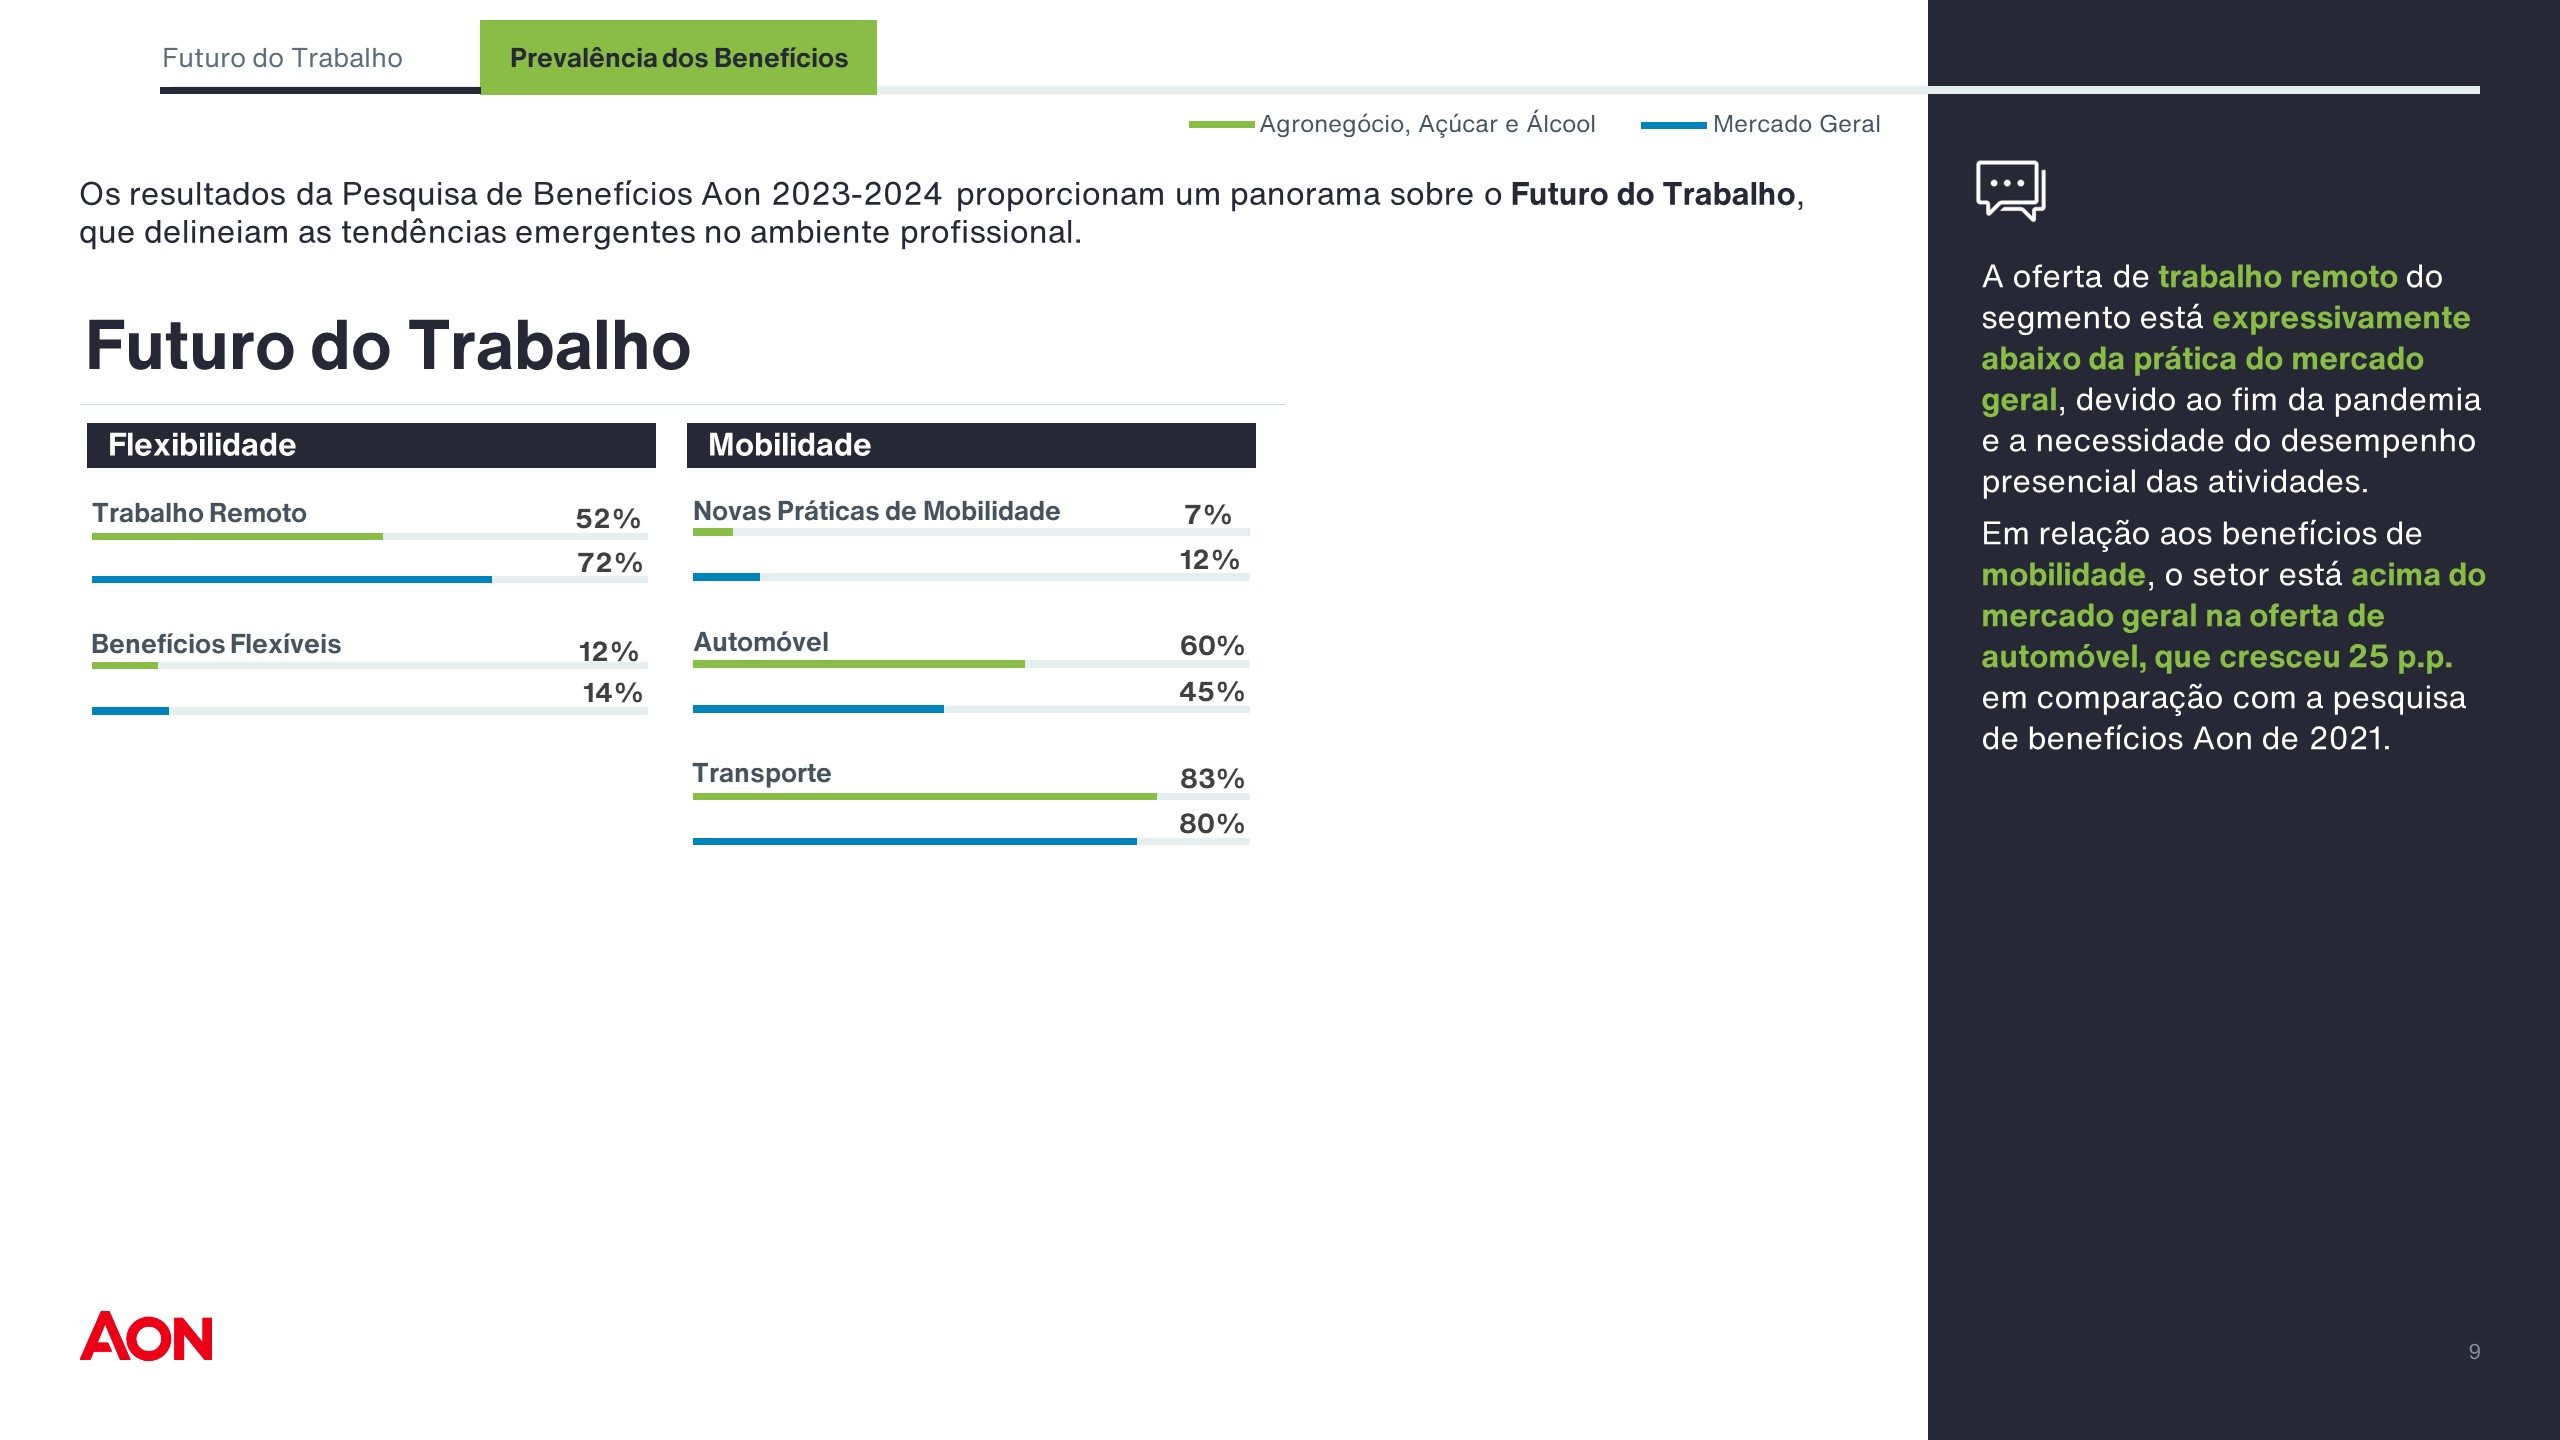 Futuro do Trabalho
Prevalência dos Benefícios
Agronegócio, Açúcar e Álcool
Mercado Geral
Os resultados da Pesquisa de Benefícios Aon 2023-2024 proporcionam um panorama sobre o Futuro do Trabalho,
que delineiam as tendências emergentes no ambiente profissional.
Futuro do Trabalho
Flexibilidade
Trabalho Remoto
52%
72%
Benefícios Flexíveis
12%
14%
Mobilidade
Novas Práticas de Mobilidade
7%
12%
Automóvel
60%
45%
Transporte
83%
80%
A oferta de trabalho remoto do
segmento está expressivamente
abaixo da prática do mercado
geral, devido ao fim da pandemia
e a necessidade do desempenho
presencial das atividades.
Em relação aos benefícios de
mobilidade, o setor está acima do
mercado geral na oferta de
automóvel, que cresceu 25 p.p.
em comparação com a pesquisa
de benefícios Aon de 2021.
AON
9